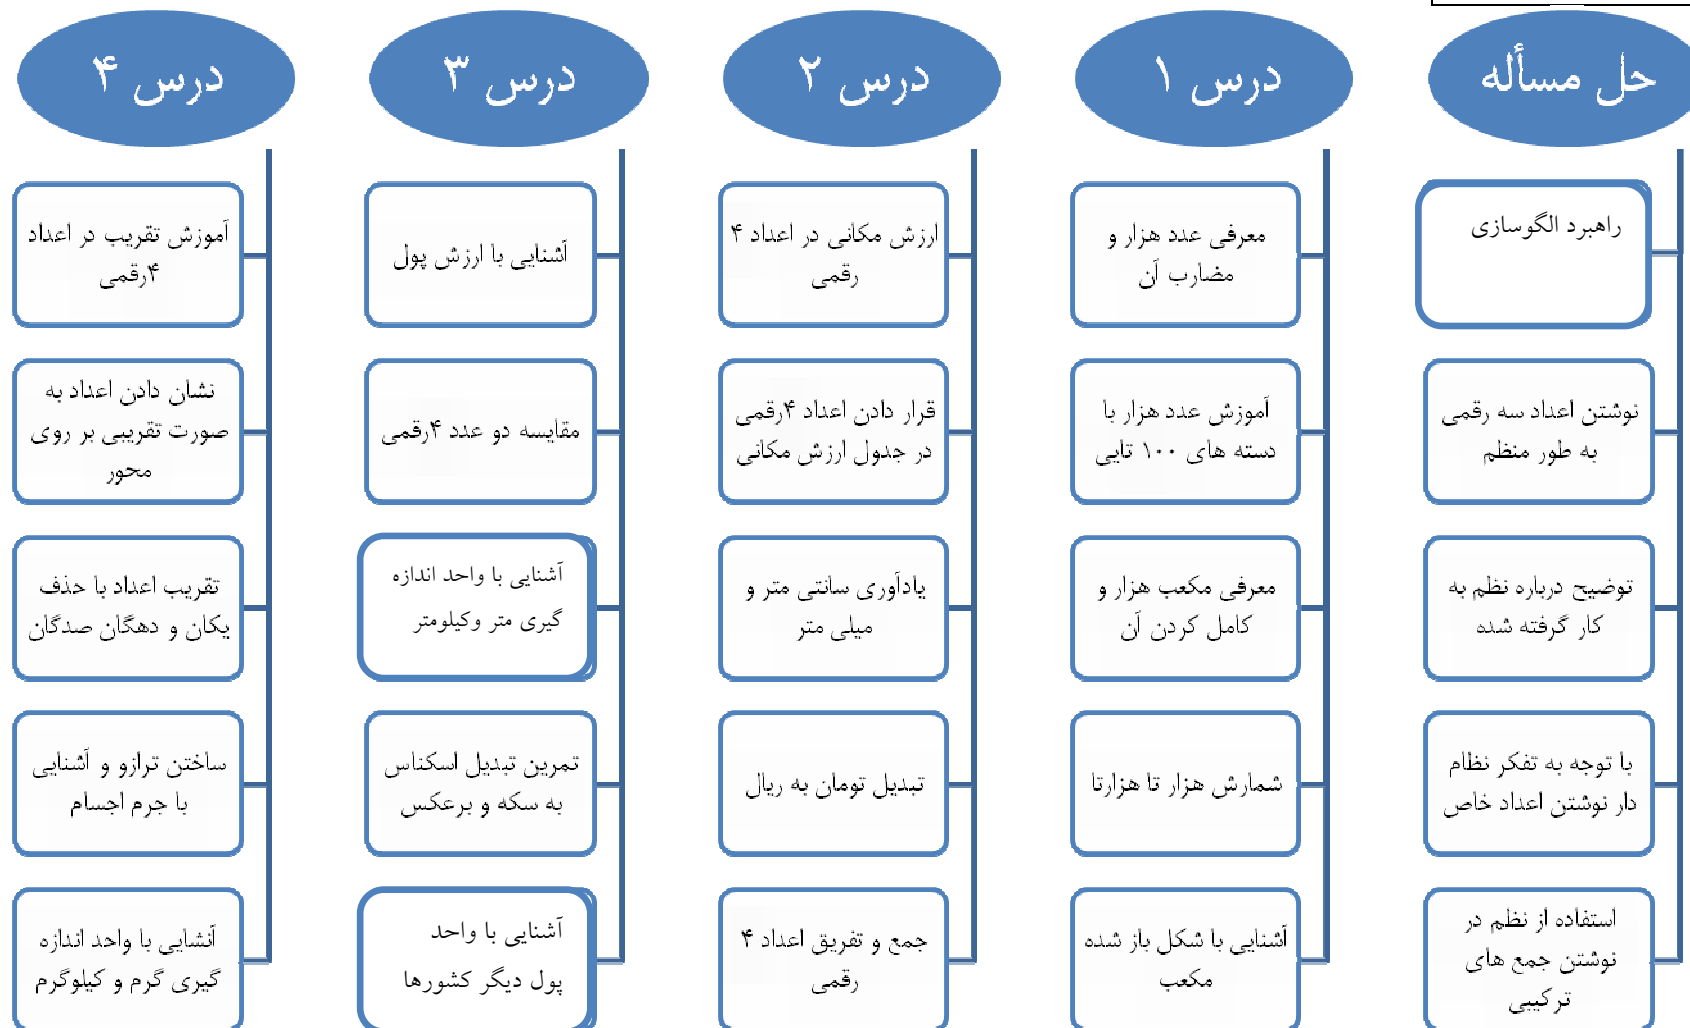 حل مسأله
راهبرد الگوسازی
نوشتن اعداد سه رقمی
به طور منظم
توضیح درباره نظم به
کار گرفته شده
با توجه به تفکر نظام
دار نوشتن اعداد خاص
استفاده از نظم در
نوشتن جمع های
ترکیبی
درس ۱
معرفی عدد هزار و
مضارب آن
آموزش عدد هزار با
دسته های ۱۰۰ تایی
معرفی مکعب هزار و
کامل کردن آن
شمارش هزار تا هزارتا
آشنایی با شکل باز شده
مکعب
درس ۲
ارزش مکانی در اعداد ۴
رقمی
قرار دادن اعداد ۴رقمی
در جدول ارزش مکانی
یادآوری سانتی متر و
میلی متر
تبدیل تومان به ریال
جمع و تفریق اعداد ۴
رقمی
درس ۳
آشنایی با ارزش پول
مقایسه دو عدد ۴رقمی
آشنایی با واحد اندازه
گیری متر وکیلومتر
تمرین تبدیل اسکناس
به سکه و برعکس
آشنایی با واحد
پول دیگر کشورها
درس ۴
آموزش تقریب در اعداد
۴رقمی
نشان دادن اعداد به
صورت تقریبی بر روی
محور
تقریب اعداد با حذف
یکان و دهگان صدگان
ساختن ترازو و آشنایی
با جرم اجسام
آنشایی با واحد اندازه
گیری گرم و کیلوگرم